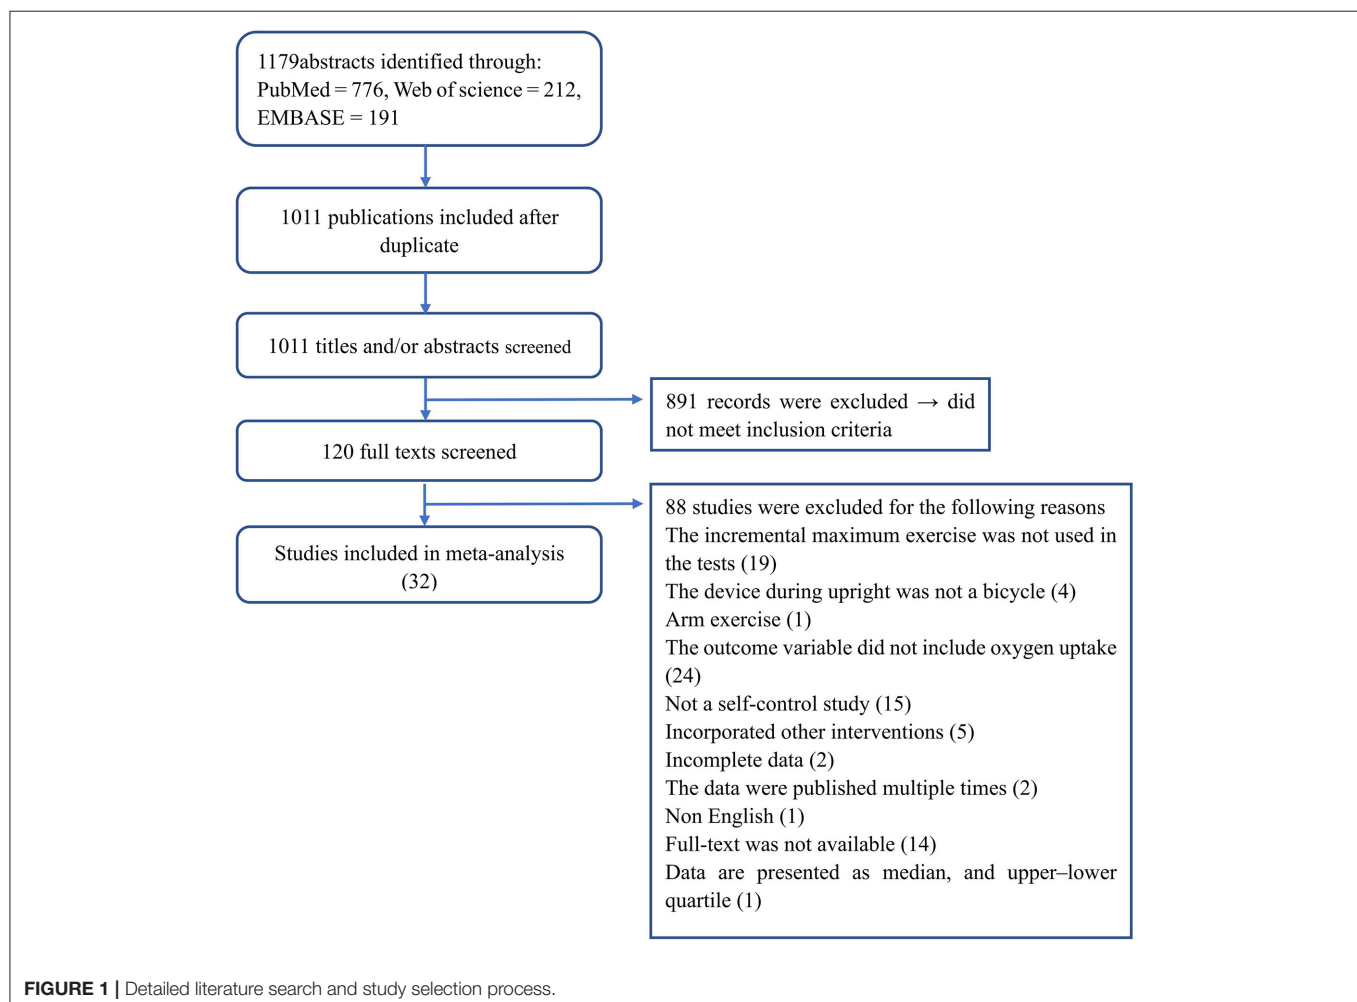 1179abstracts identified through:
PubMed = 776, Web of science = 212,
EMBASE = 191
1011 publications included after
duplicate
1011 titles and/or abstracts screened
891 records were excluded → did
not meet inclusion criteria
120 full texts screened
88 studies were excluded for the following reasons
The incremental maximum exercise was not used in
the tests (19)
The device during upright was not a bicycle (4)
Arm exercise (1)
The outcome variable did not include oxygen uptake
(24)
Not a self-control study (15)
Incorporated other interventions (5)
Incomplete data (2)
The data were published multiple times (2)
Non English (1)
Full-text was not available (14)
Data are presented as median, and upper–lower
quartile (1)
Studies included in meta-analysis
(32)
FIGURE 1 | Detailed literature search and study selection process.